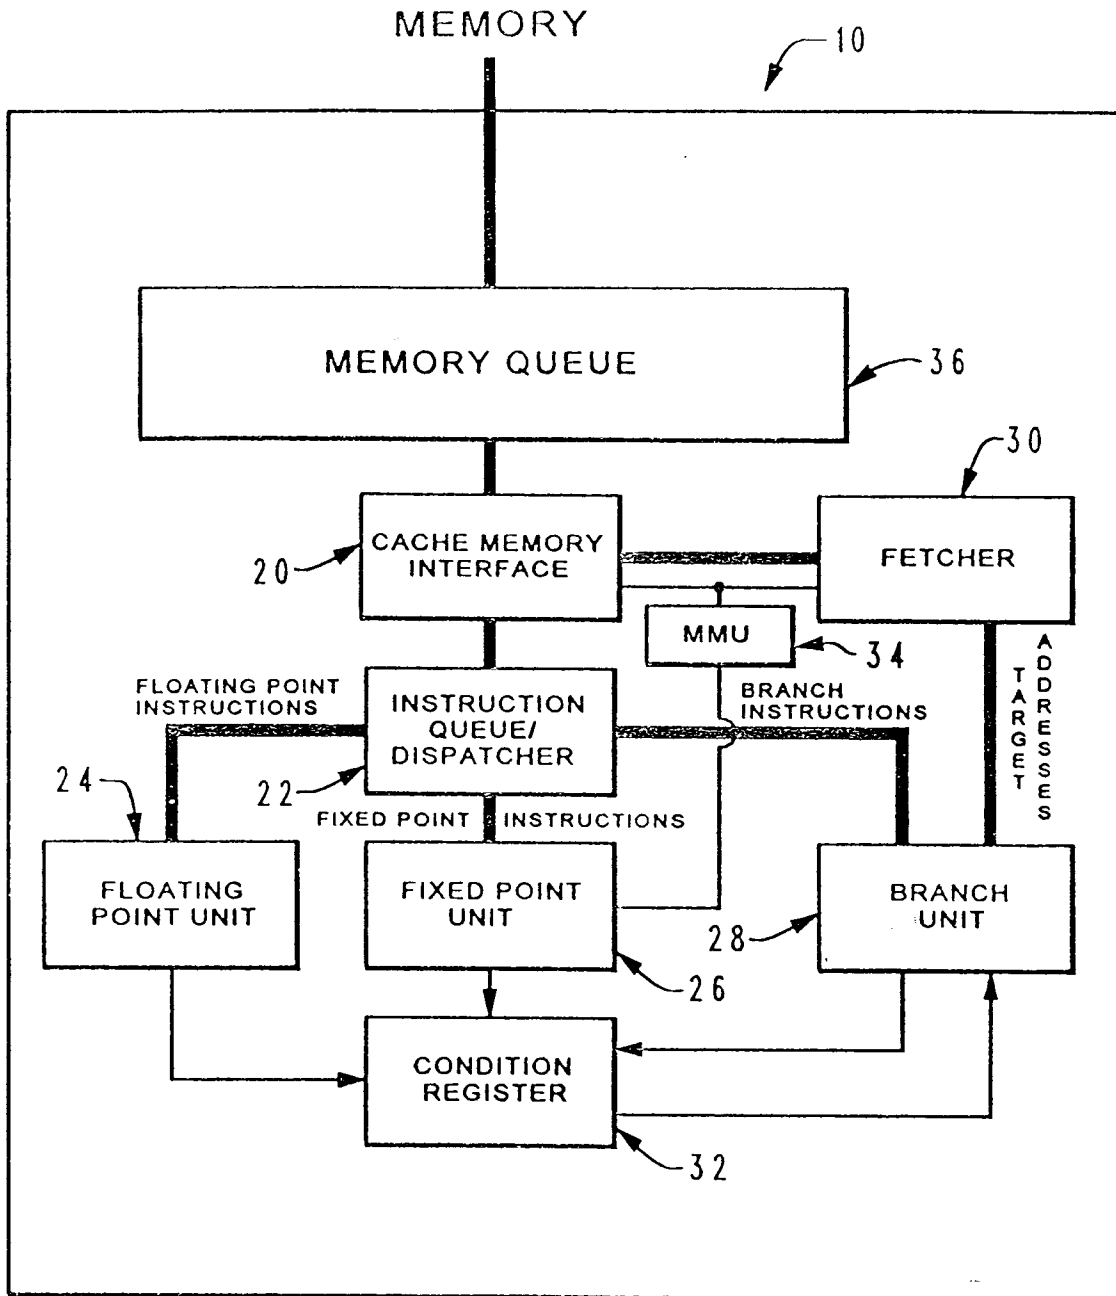 MEMORY
10
MEMORY QUEUE
36
30
CACHE MEMORY
INTERFACE
20
FETCHER
MMU
34
FLOATING POINT
INSTRUCTIONS
INSTRUCTION
QUEUE/
DISPATCHER
BRANCH
INSTRUCTIONS
TARGET
ADDRESSES
24
22
FIXED POINT INSTRUCTIONS
FLOATING
POINT UNIT
FIXED POINT
UNIT
BRANCH
UNIT
28
26
CONDITION
REGISTER
32